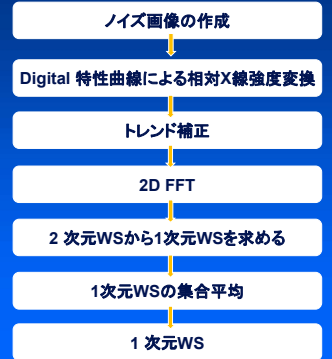 ノイズ画像の作成
Digital 特性曲線による相対X線強度変換
トレンド補正
2D FFT
2 次元WSから1次元WSを求める
1次元WSの集合平均
1 次元WS